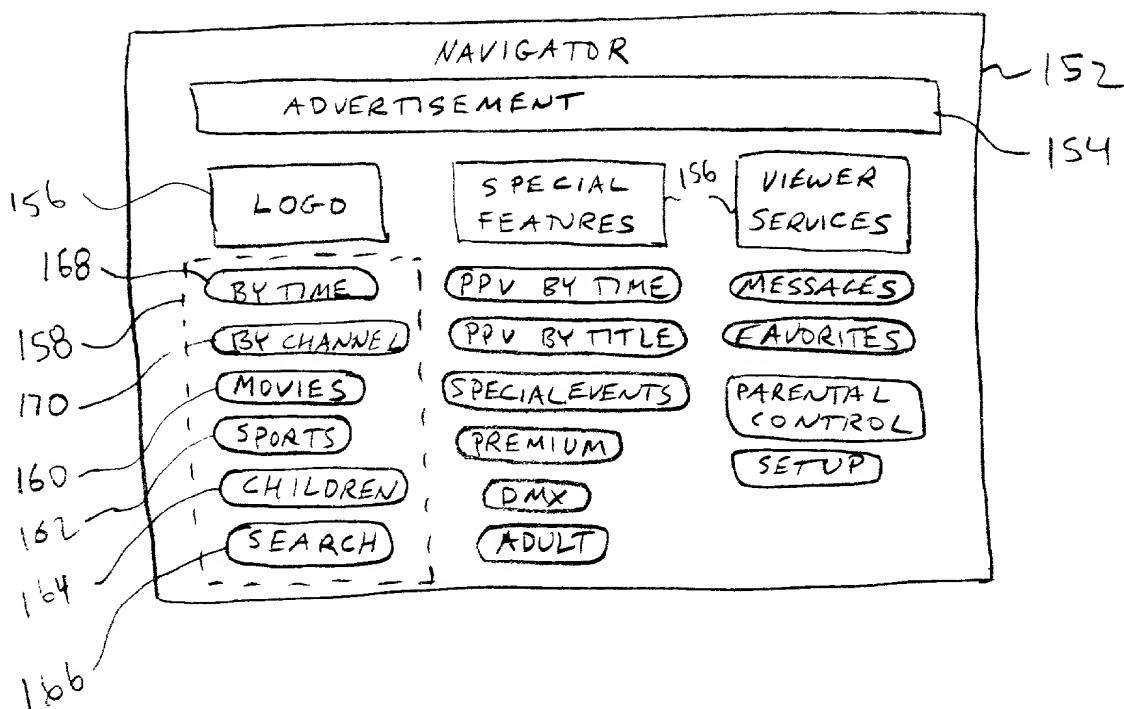 NAVIGATOR
152
ADVERTISEMENT
154
156
LOGO
SPECIAL
FEATURES
156
VIEWER
SERVICES
168
BY TIME
PPV BY TIME
MESSAGES
158
BY CHANNEL
PPV BY TITLE
FAVORITES
170
MOVIES
SPECIAL EVENTS
PARENTAL
CONTROL
160
SPORTS
PREMIUM
SETUP
162
CHILDREN
DMX
164
SEARCH
ADULT
166